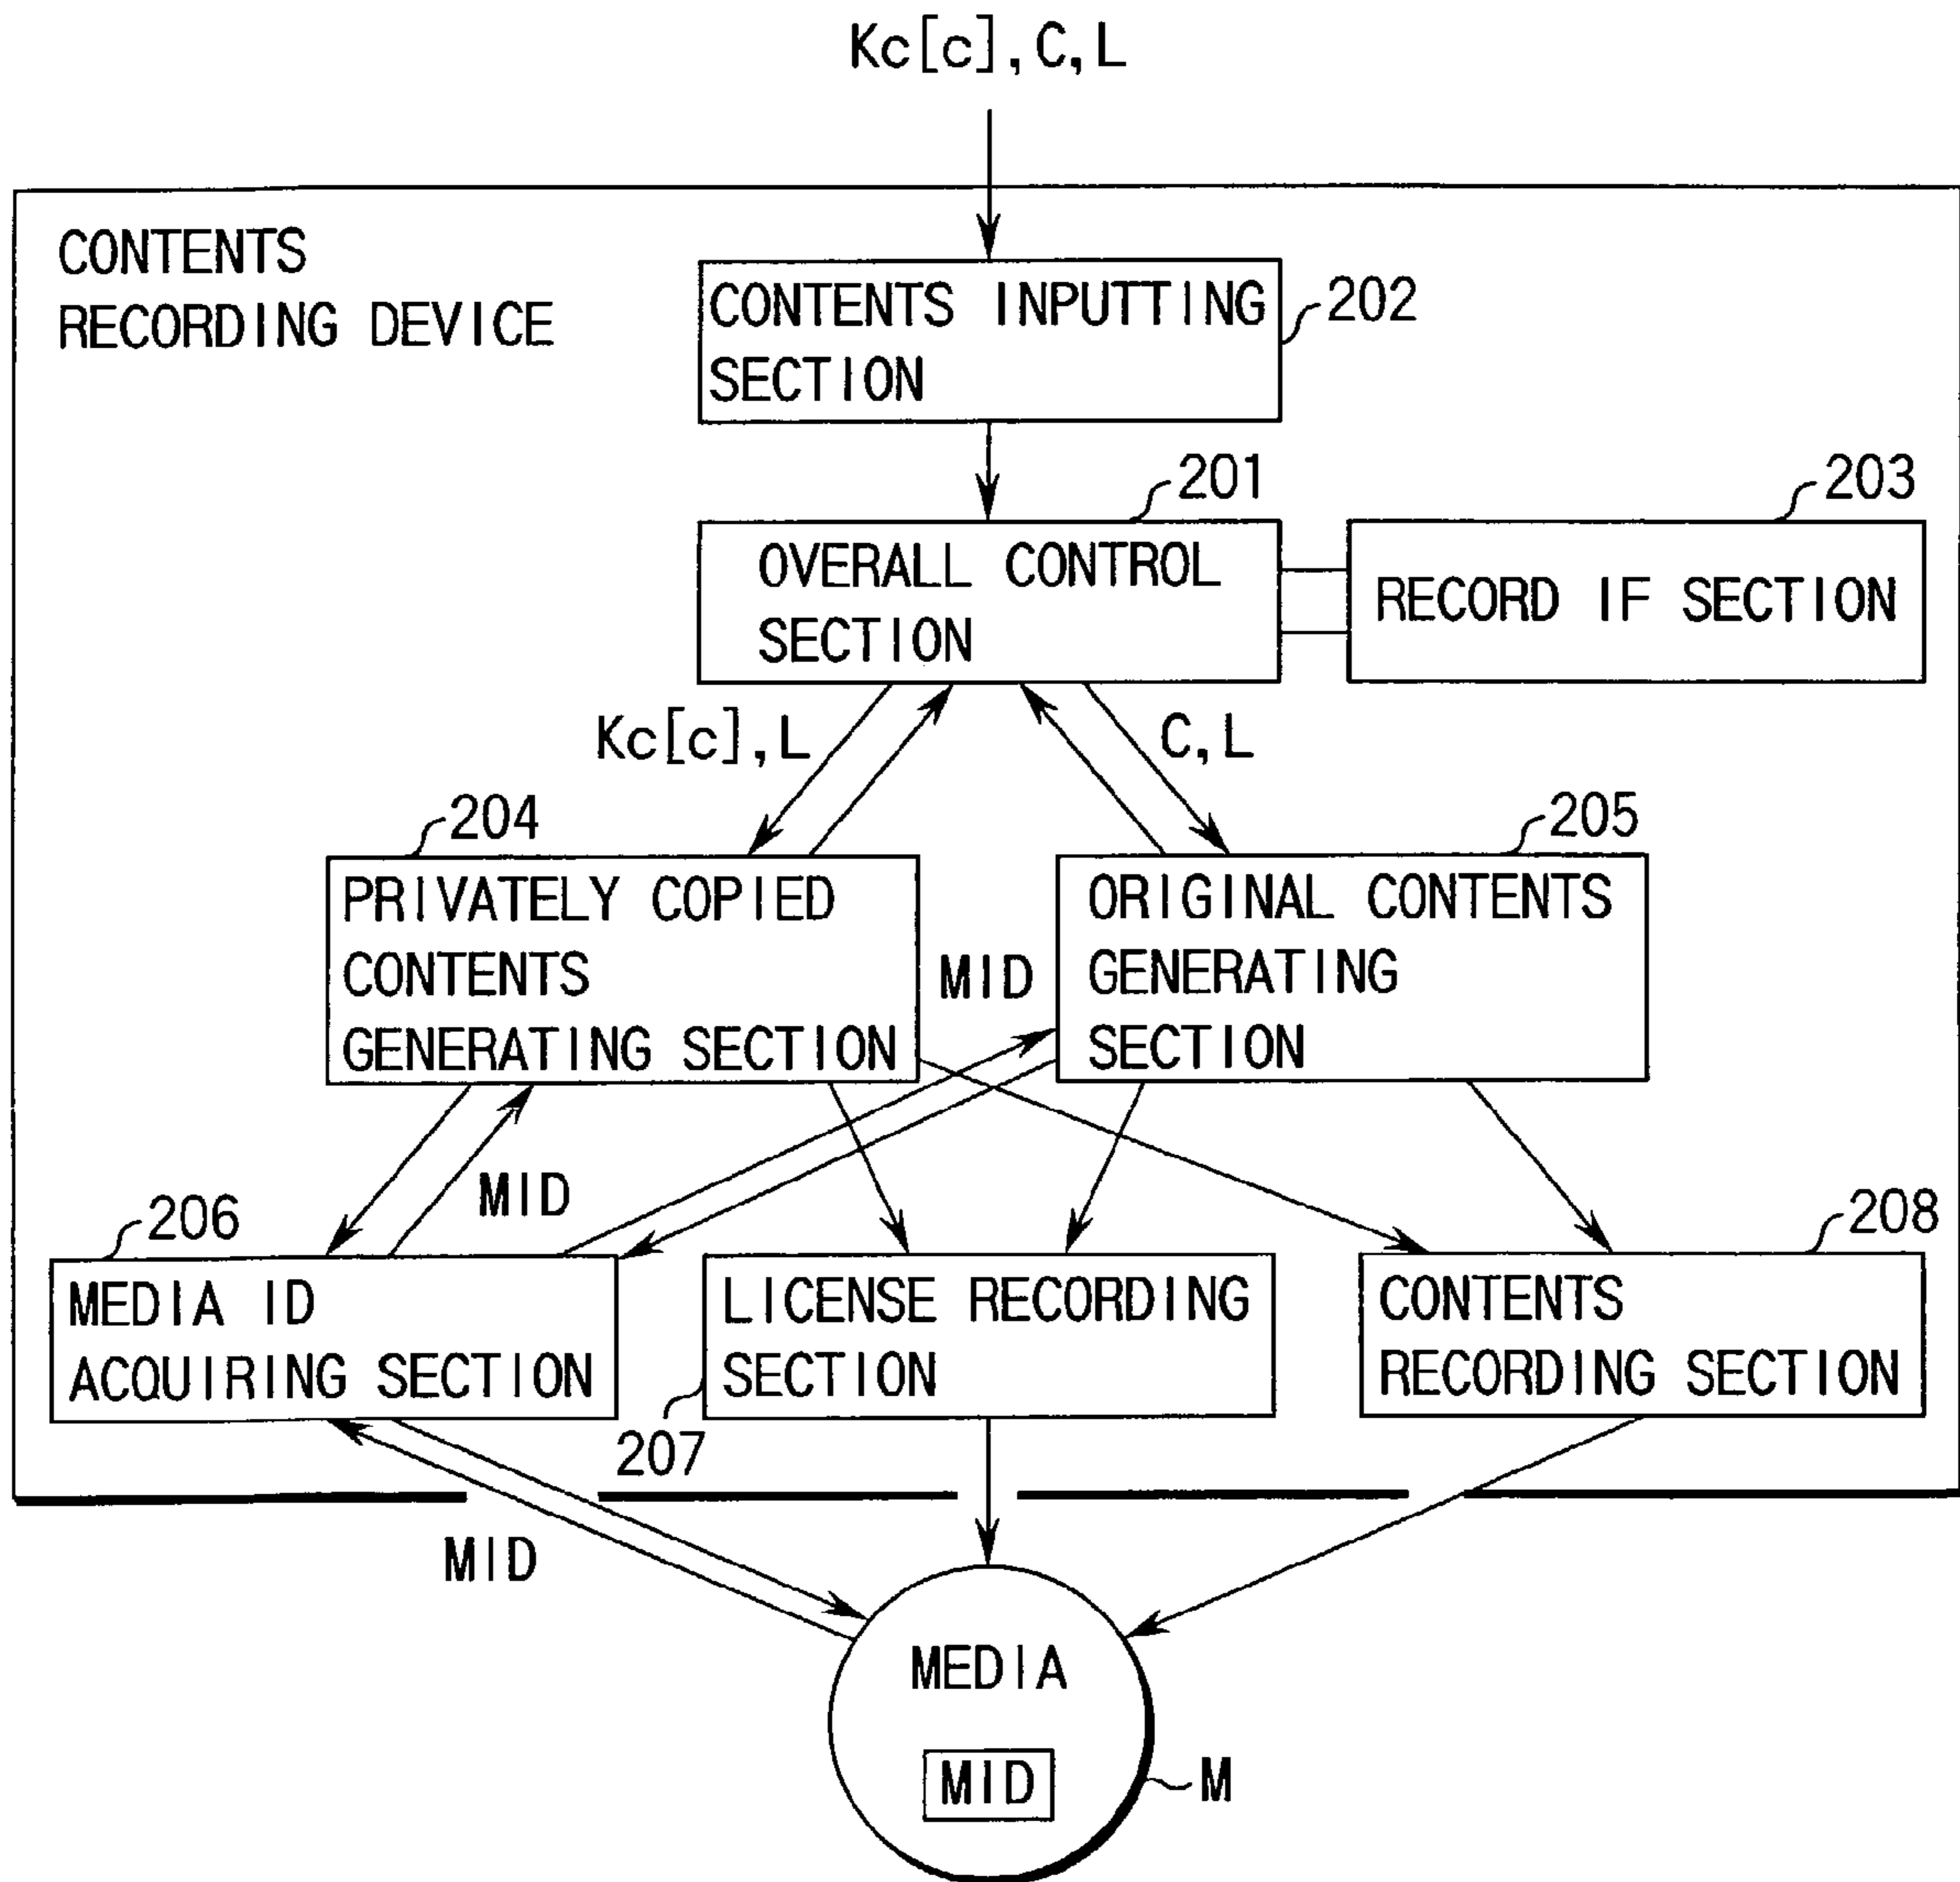 Kc[c],C,L
CONTENTS
RECORDING DEVICE
CONTENTS INPUTTING
SECTION
202
201
203
OVERALL CONTROL
SECTION
RECORD IF SECTION
Kc[c],L
C,L
204
205
PRIVATELY COPIED
CONTENTS
GENERATING SECTION
MID
ORIGINAL CONTENTS
GENERATING
SECTION
MID
206
208
MEDIA ID
ACQUIRING SECTION
LICENSE RECORDING
SECTION
207
CONTENTS
RECORDING SECTION
MID
MEDIA
MID
M